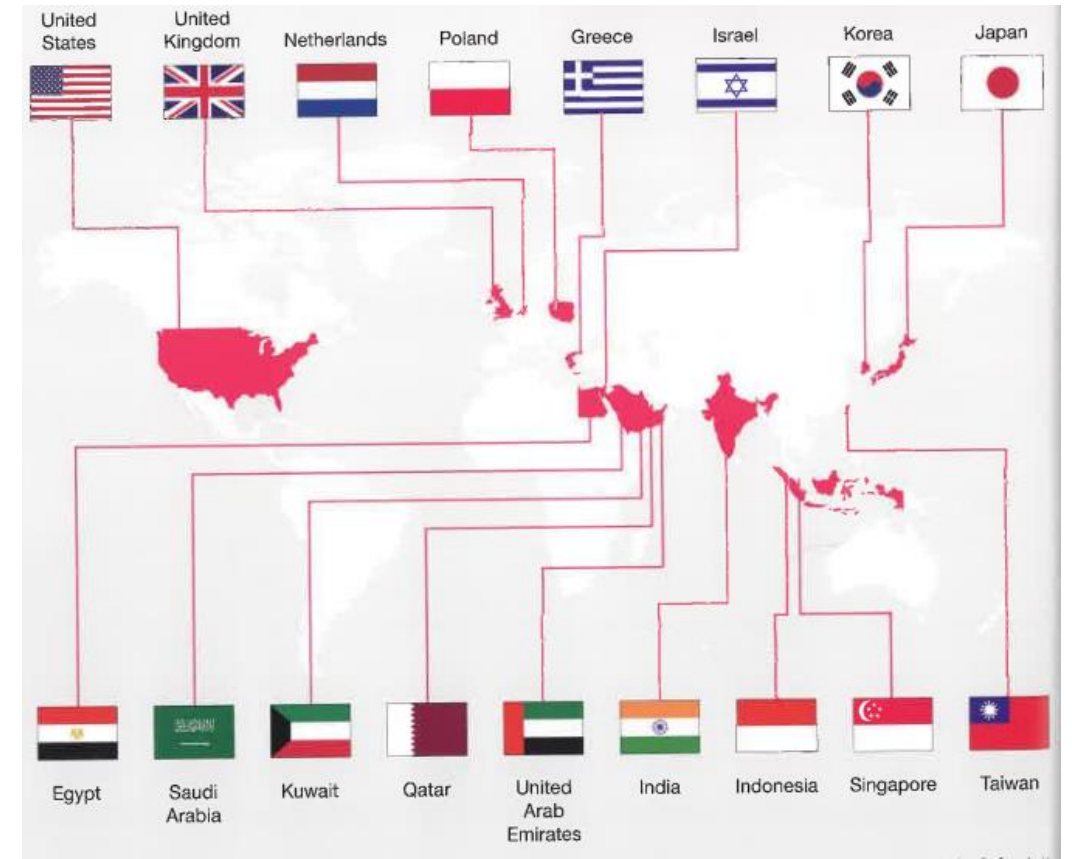 United
States
United
Kingdom
Netherlands
Poland
Greece
Israel
Korea
Japan
Egypt
Saudi
Arabia
Kuwait
Qatar
United
Arab
Emirates
India
Indonesia
Singapore
Taiwan